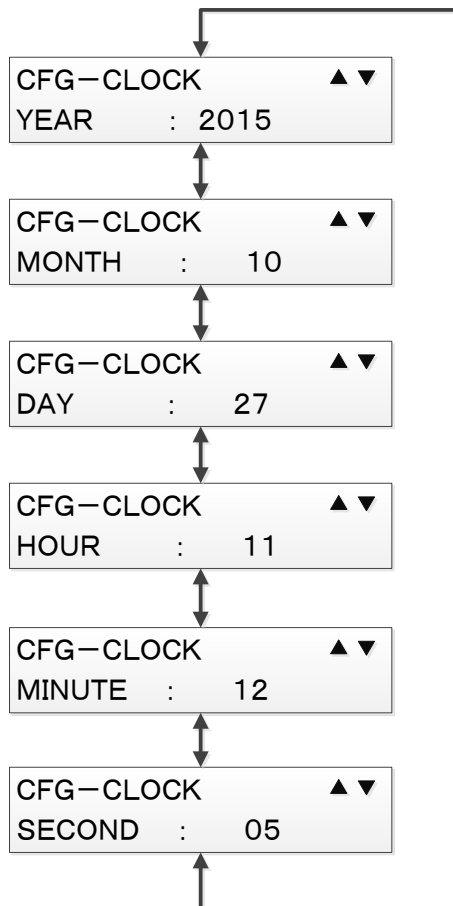 CFG－CLOCK ▲ ▼
YEAR : 2015
CFG－CLOCK ▲ ▼
MONTH : 10
CFG－CLOCK ▲ ▼
DAY : 27
CFG－CLOCK ▲ ▼
HOUR : 11
CFG－CLOCK ▲ ▼
MINUTE : 12
CFG－CLOCK ▲ ▼
SECOND : 05